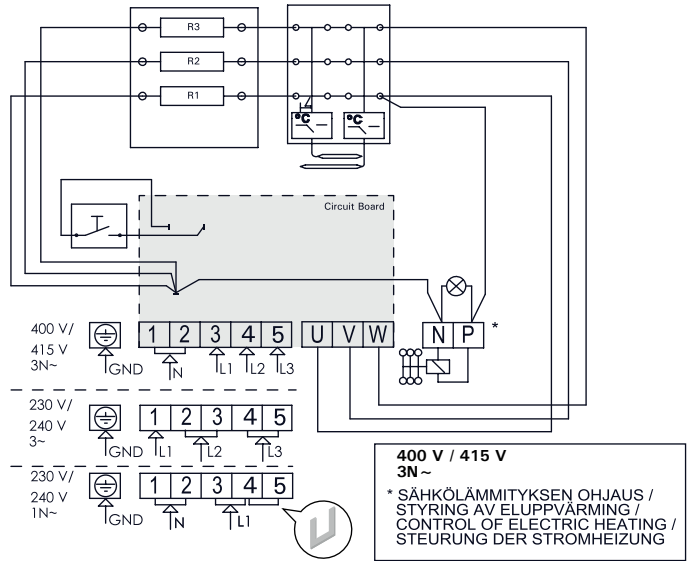 R3
R2
R1
°C °C
Circuit Board
400 V/
415 V
3N~
GND
1 2 3 4 5 U V W N P *
N L1 L2 L3
230 V/
240 V
3~
GND
1 2 3 4 5
L1 L2 L3
230 V/
240 V
1N~
GND
1 2 3 4 5
N L1
400 V / 415 V
3N~
* SÄHKÖLÄMMITYKSEN OHJAUS /
STYRING AV ELUPPVÄRMING /
CONTROL OF ELECTRIC HEATING /
STEURUNG DER STROMHEIZUNG